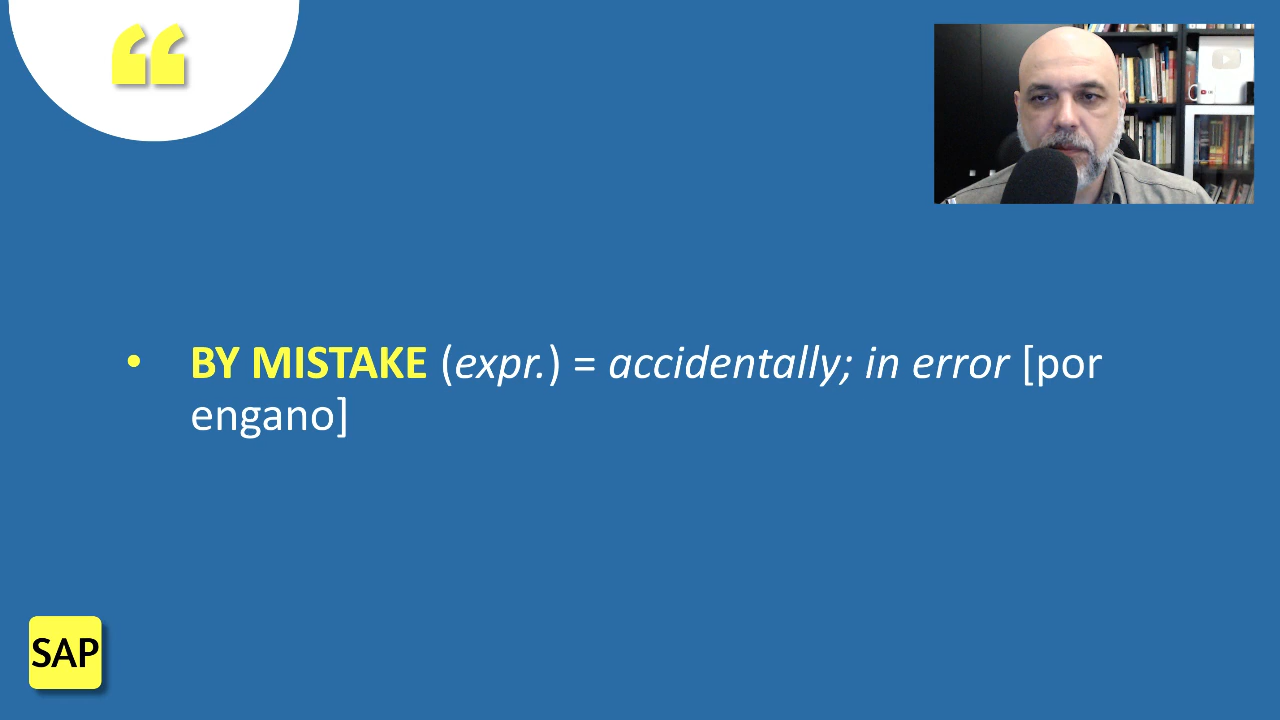 “
• BY MISTAKE (expr.) = accidentally; in error [por
engano]
SAP